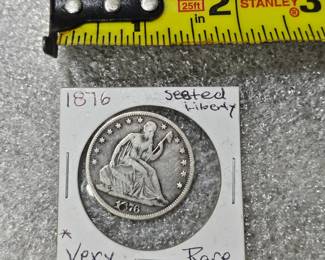 25ft
in
2
STANLEY
3
1876
Seated
Liberty
1876
* Very
Rare